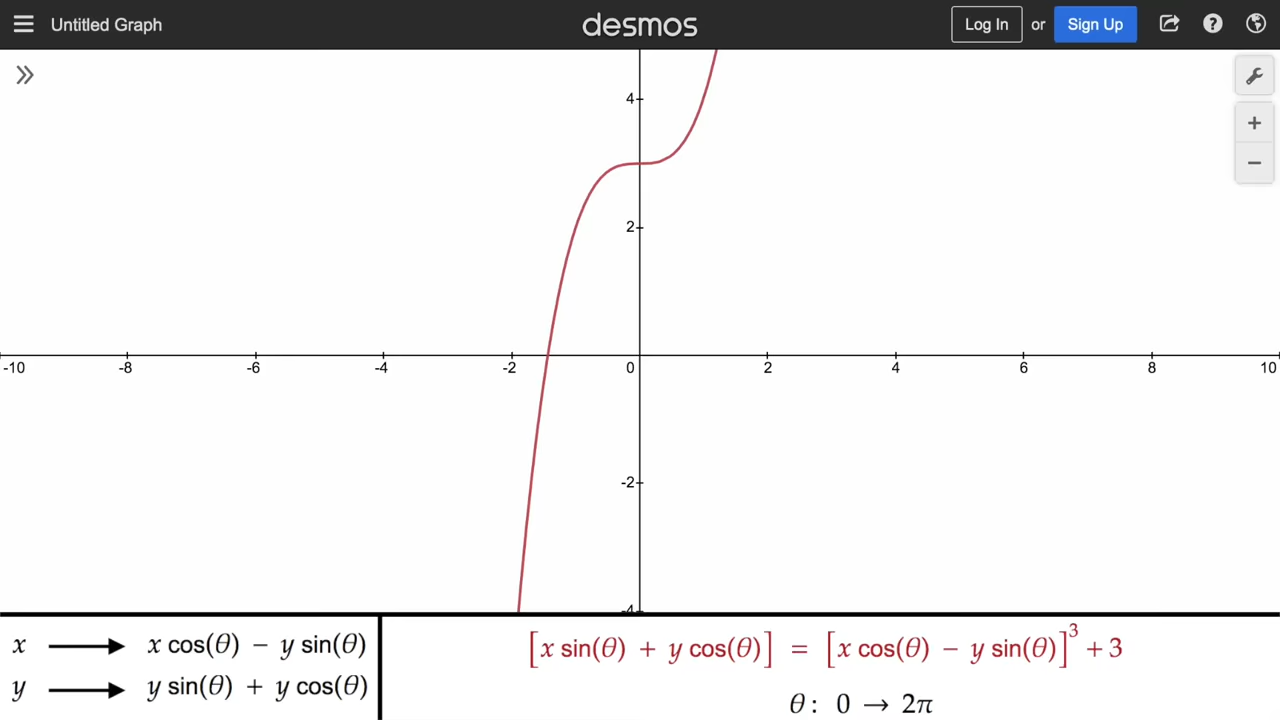 Untitled Graph desmos Log In or Sign Up
4
2
-10 -8 -6 -4 -2 0 2 4 6 8 10
-2
-4
x ⟶ x cos(θ) − y sin(θ)
y ⟶ y sin(θ) + y cos(θ)
[x sin(θ) + y cos(θ)] = [x cos(θ) − y sin(θ)]³ + 3
θ : 0 → 2π